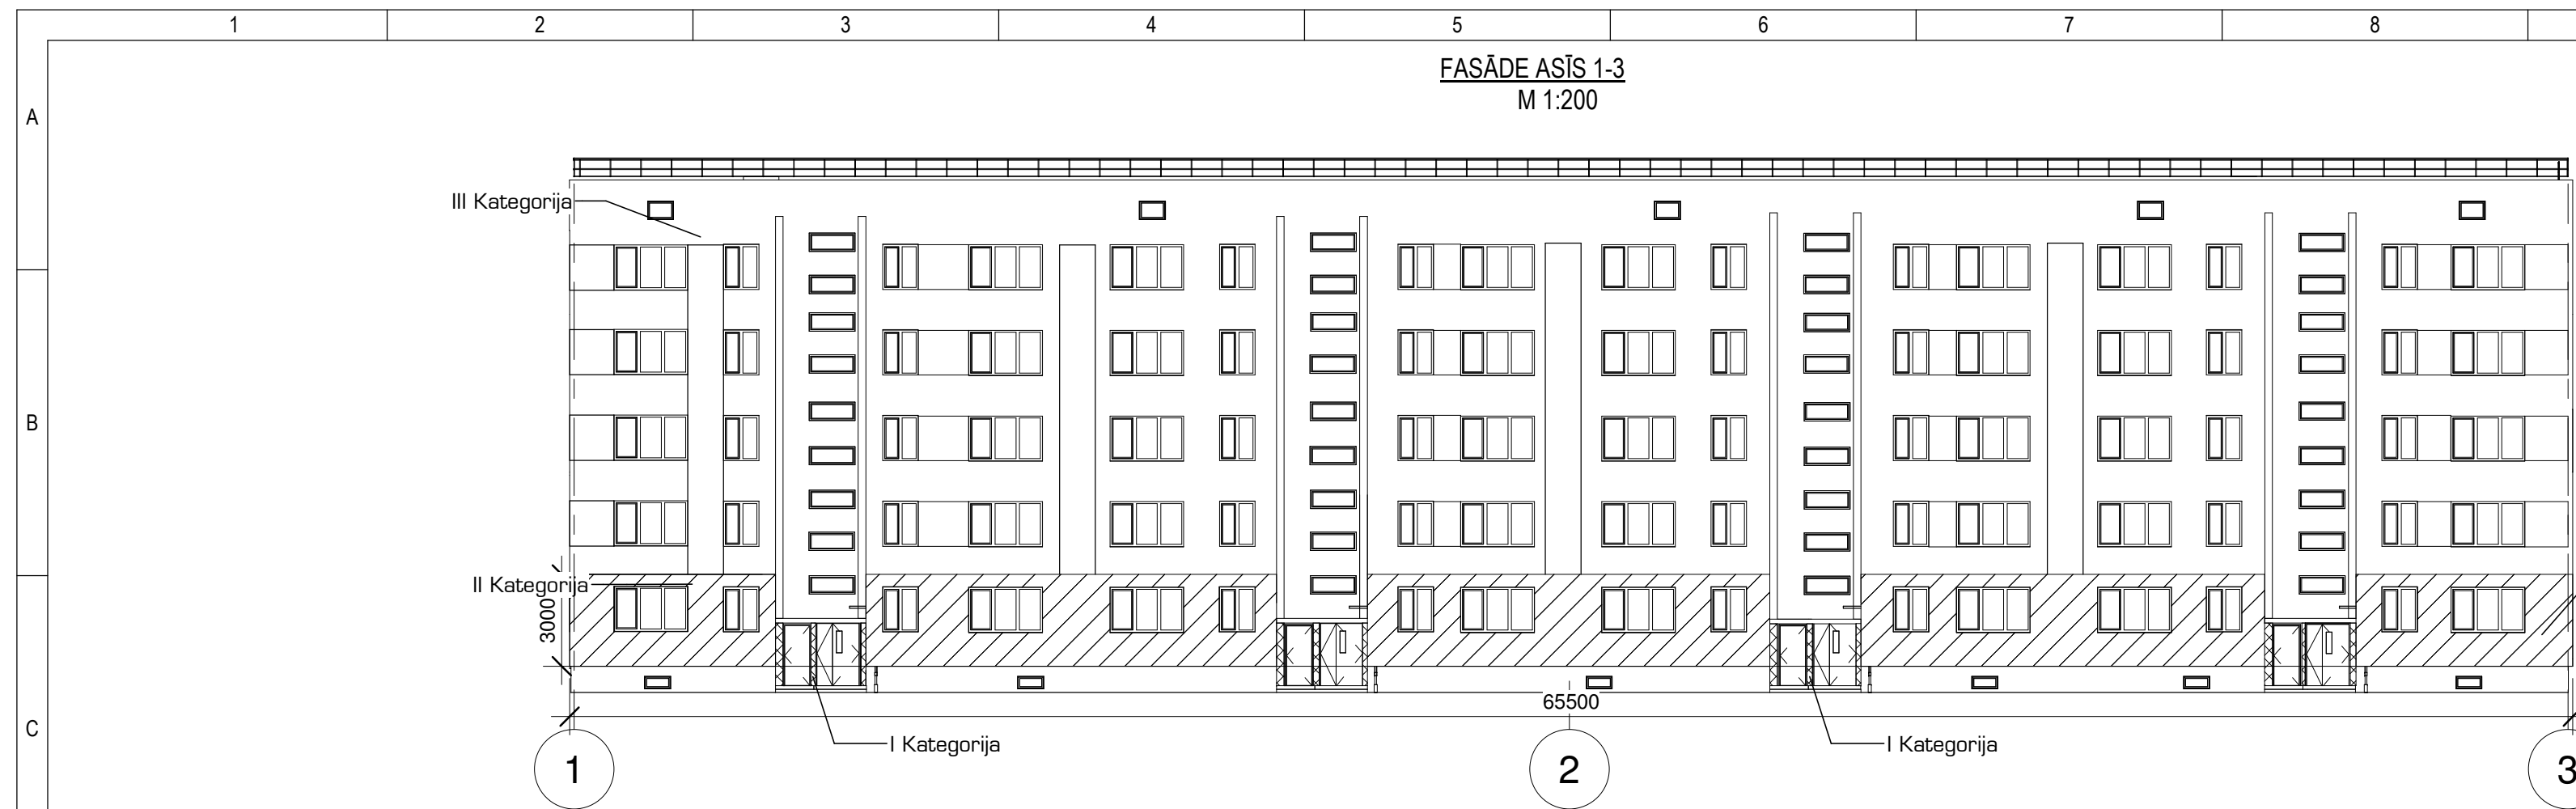 1 2 3 4 5 6 7 8
FASĀDE ASĪS 1-3
M 1:200
A
III Kategorija
B
II Kategorija
3000
65500
C
I Kategorija I Kategorija
1 2 3